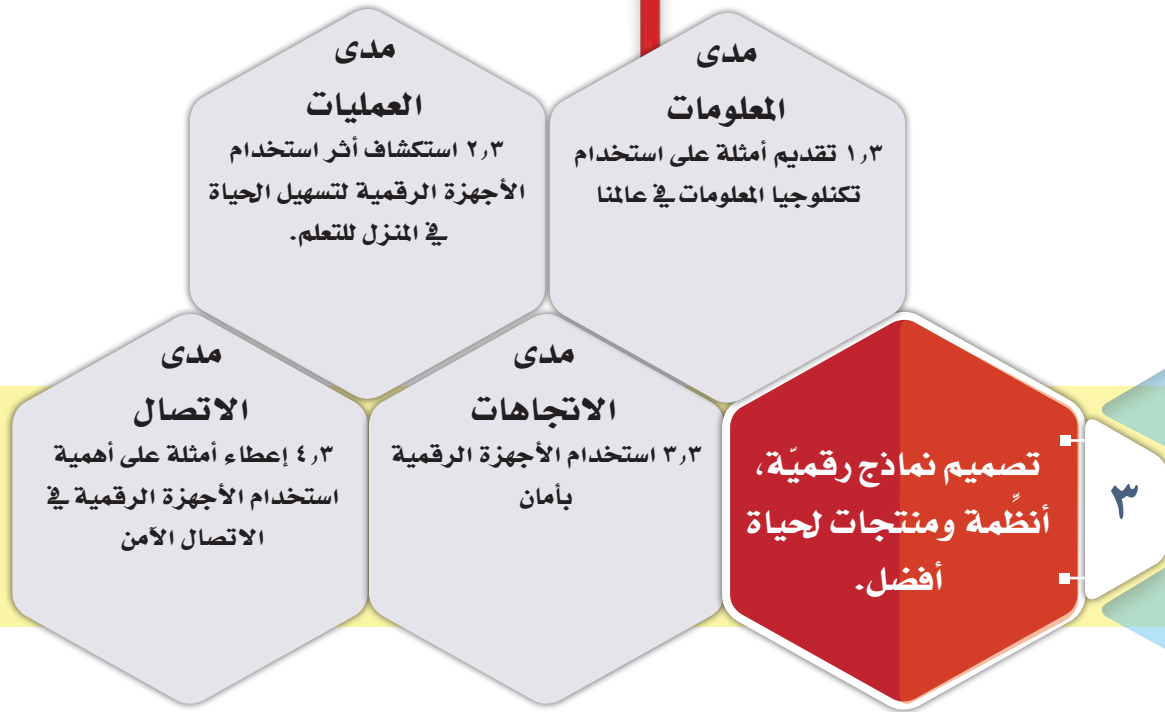 مدى
المعلومات
١٫٣ تقديم أمثلة على استخدام
تكنلوجيا المعلومات في عالمنا
مدى
العمليات
٢٫٣ استكشاف أثر استخدام
الأجهزة الرقمية لتسهيل الحياة
في المنزل للتعلم.
٣
تصميم نماذج رقميّة،
أنظِّمة ومنتجات لحياة
أفضل.
مدى
الاتجاهات
٣٫٣ استخدام الأجهزة الرقمية
بأمان
مدى
الاتصال
٤٫٣ إعطاء أمثلة على أهمية
استخدام الأجهزة الرقمية في
الاتصال الآمن